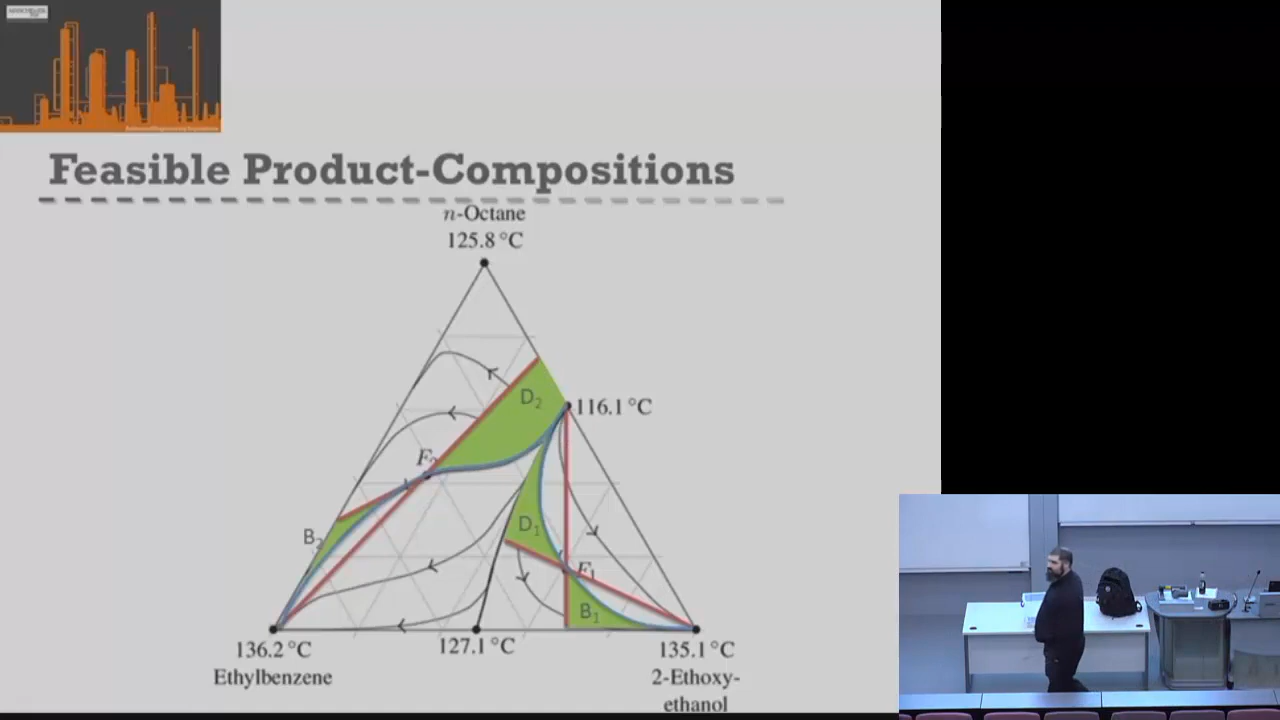 Feasible Product-Compositions
n-Octane
125.8 °C
D2
116.1 °C
F2
B2
D1
F1
B1
136.2 °C
127.1 °C
135.1 °C
Ethylbenzene
2-Ethoxy-
ethanol